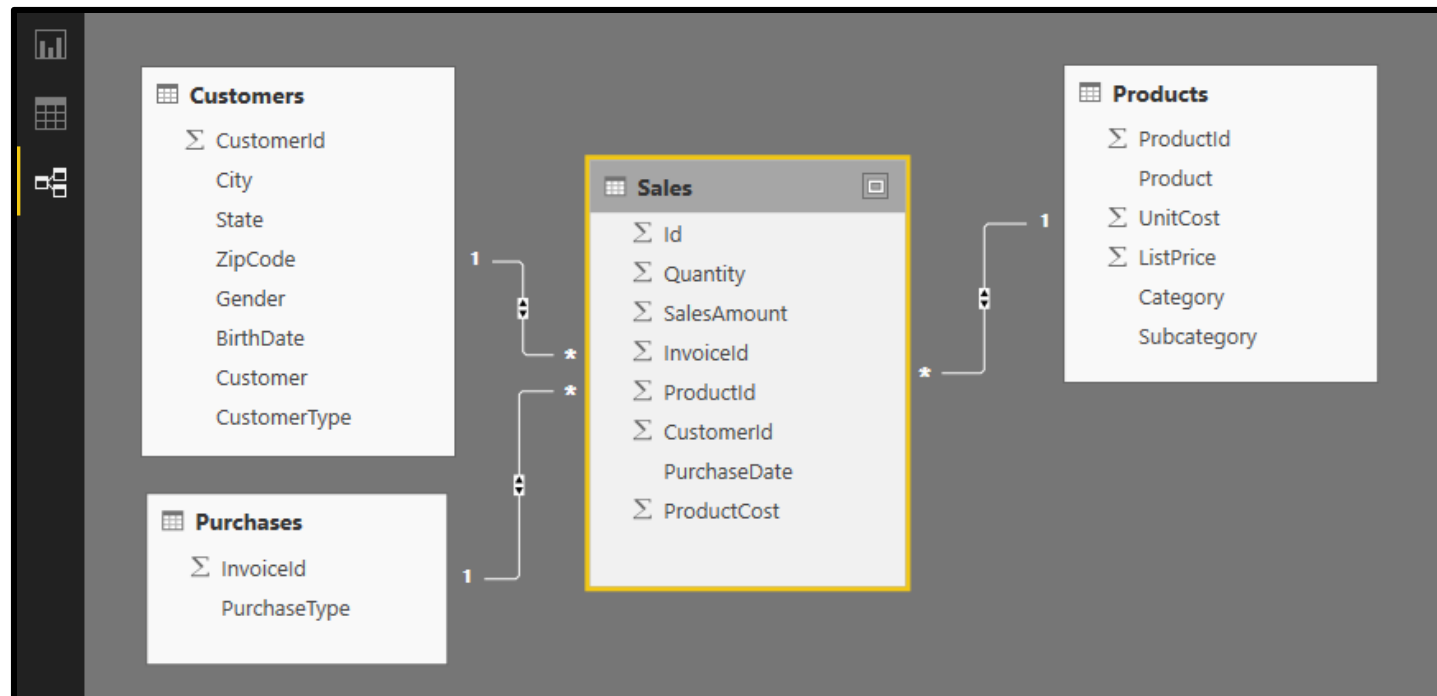 Customers
CustomerId
City
State
ZipCode
Gender
BirthDate
Customer
CustomerType
1
*
Purchases
InvoiceId
PurchaseType
1
*
Sales
Id
Quantity
SalesAmount
InvoiceId
ProductId
CustomerId
PurchaseDate
ProductCost
*
1
Products
ProductId
Product
UnitCost
ListPrice
Category
Subcategory